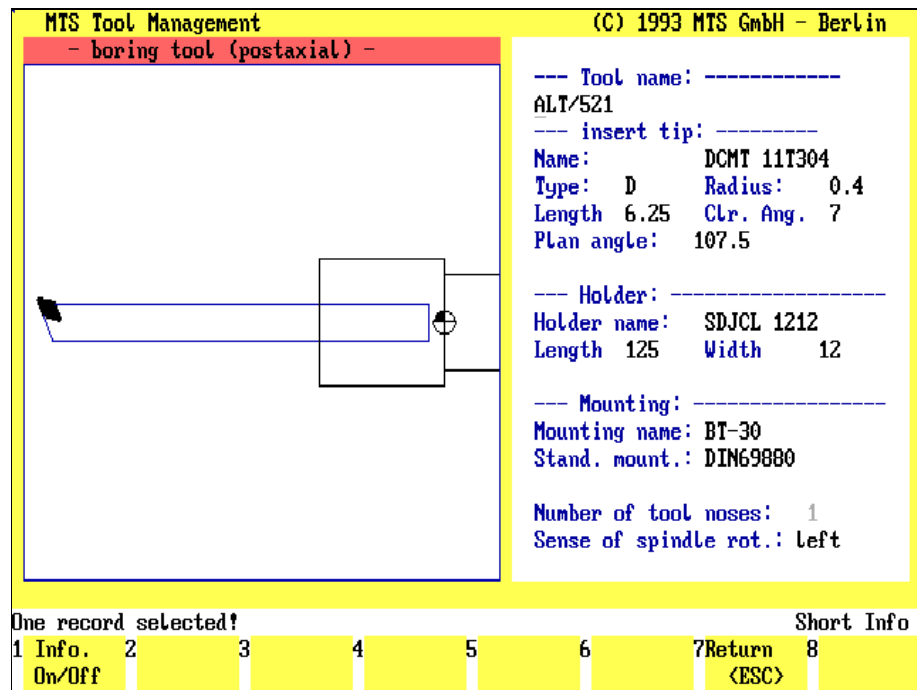 MTS Tool Management (C) 1993 MTS GmbH - Berlin
- boring tool (postaxial) -
--- Tool name: ------------
ALT/521
--- insert tip: ---------
Name: DCMT 11T304
Type: D Radius: 0.4
Length 6.25 Clr. Ang. 7
Plan angle: 107.5
--- Holder: -------------------
Holder name: SDJCL 1212
Length 125 Width 12
--- Mounting: -----------------
Mounting name: BT-30
Stand. mount.: DIN69880
Number of tool noses: 1
Sense of spindle rot.: left
One record selected! Short Info
1 Info. 2 3 4 5 6 7Return 8
On/Off <ESC>